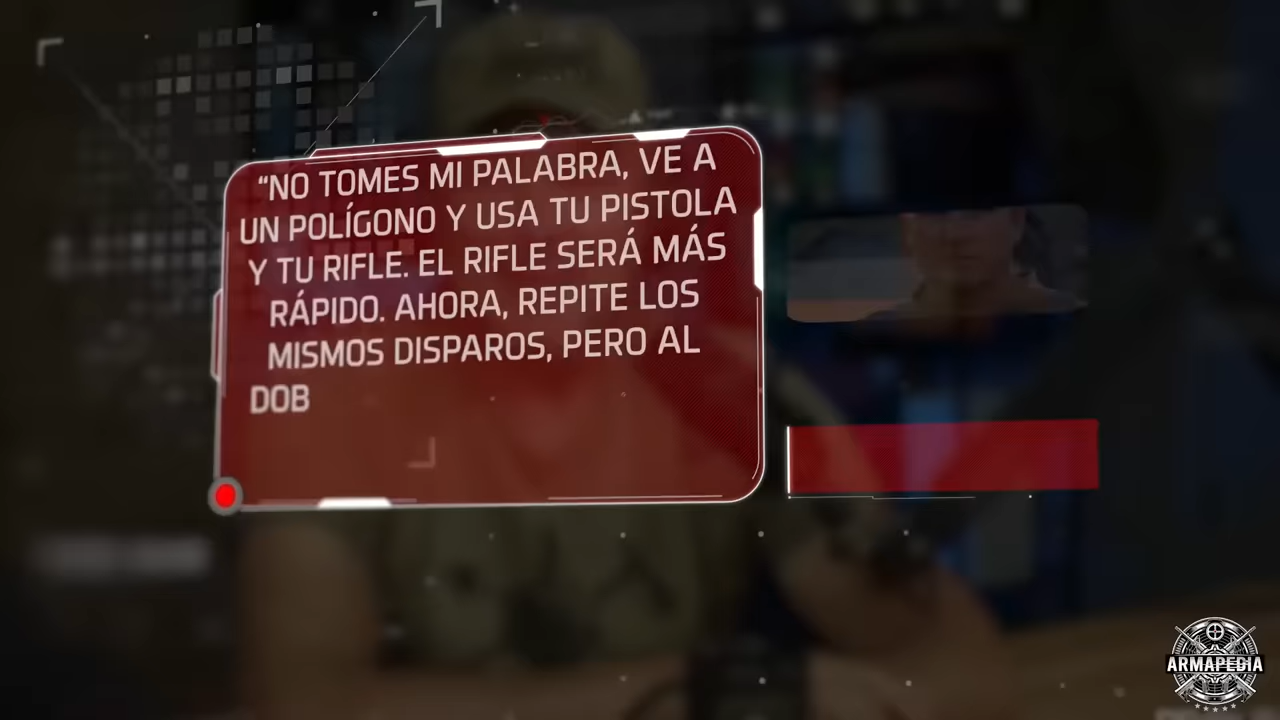 “NO TOMES MI PALABRA, VE A
UN POLÍGONO Y USA TU PISTOLA
Y TU RIFLE. EL RIFLE SERÁ MÁS
RÁPIDO. AHORA, REPITE LOS
MISMOS DISPAROS, PERO AL
DOB
ARMAPEDIA